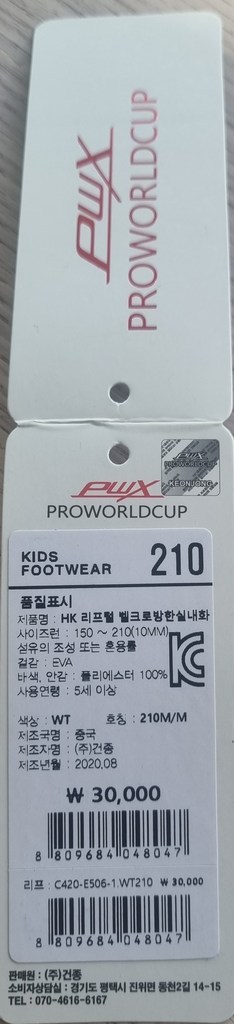 PWX
PROWORLDCUP
PWX
PROWORLDCUP
KEONJONG
PWX
PROWORLDCUP
KIDS
FOOTWEAR 210
품질표시
제품명 : HK 리프털 벨크로방한실내화
사이즈런 : 150 ~ 210(10MM)
섬유의 조성 또는 혼용률
겉감 : EVA
바색, 안감 : 폴리에스터 100%
사용연령 : 5세 이상
색상 : WT 호칭 : 210M/M
제조국명 : 중국
제조자명 : (주)건종
제조년월 : 2020,08
₩ 30,000
8 809684 048047
리프 : C420-E506-1.WT210 ₩ 30,000
8 809684 048047
판매원 : (주)건종
소비자상담실 : 경기도 평택시 진위면 동천2길 14-15
TEL : 070-4616-6167